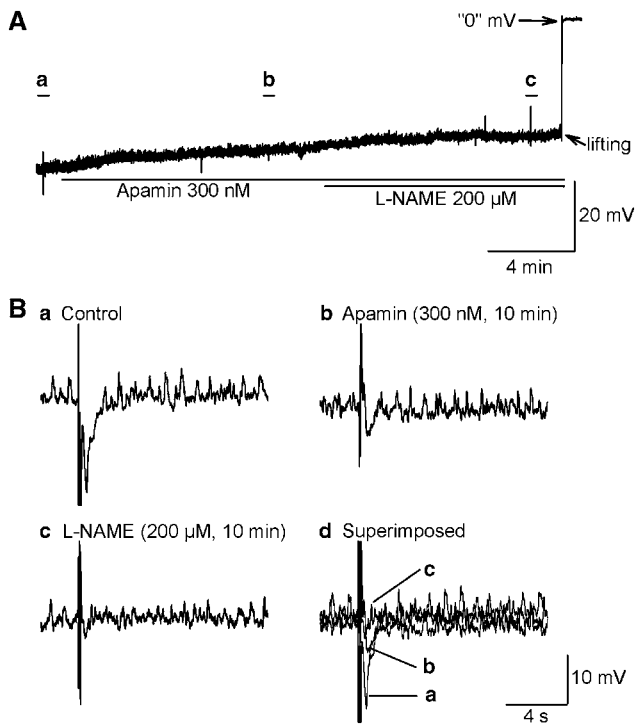 A
"0" mV
a
b
c
lifting
Apamin 300 nM
L-NAME 200 µM
20 mV
4 min
B
a Control
b Apamin (300 nM, 10 min)
c L-NAME (200 µM, 10 min)
d Superimposed
c
b
a
10 mV
4 s